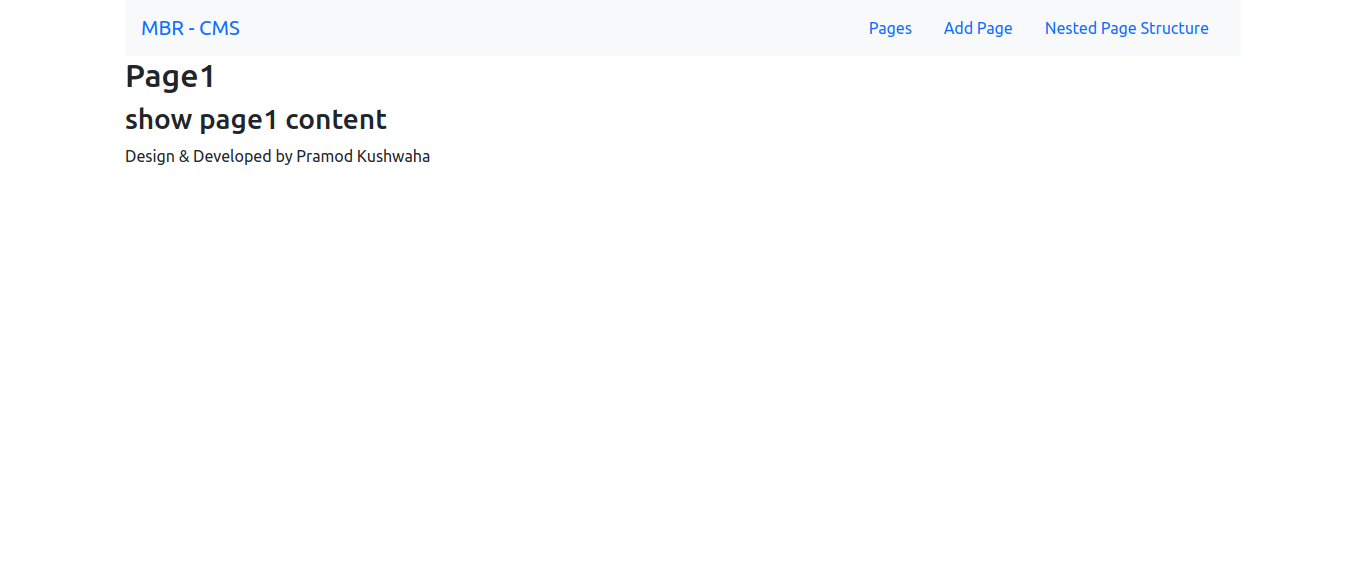 MBR - CMS Pages Add Page Nested Page Structure
Page1
show page1 content
Design & Developed by Pramod Kushwaha